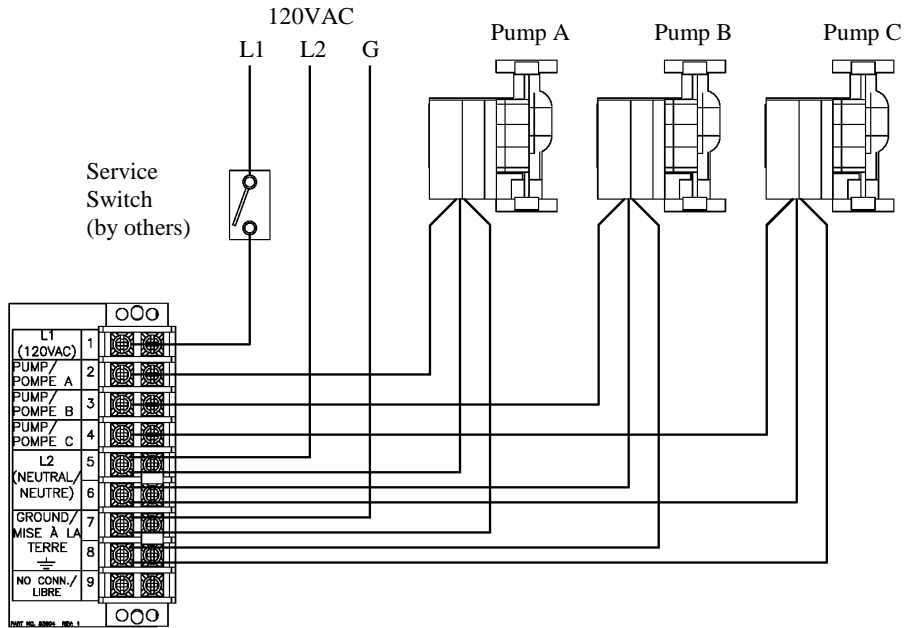 120VAC
L1 L2 G
Pump A
Pump B
Pump C
Service
Switch
(by others)
L1
(120VAC) 1
PUMP/
POMPE A 2
PUMP/
POMPE B 3
PUMP/
POMPE C 4
L2
(NEUTRAL/
NEUTRE)
5
6
GROUND/
MISE À LA
TERRE
7
8
NO CONN./
LIBRE 9